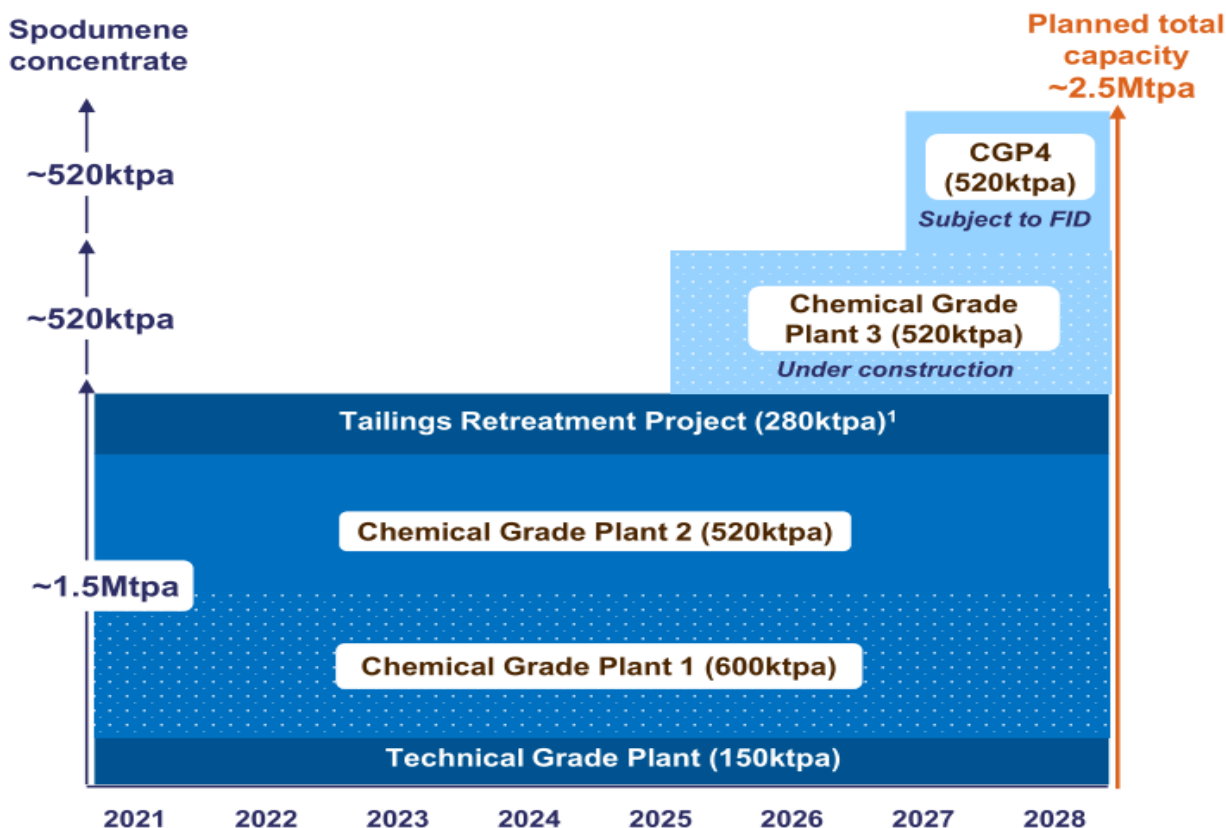 Spodumene
concentrate
Planned total
capacity
~2.5Mtpa
~520ktpa
CGP4
(520ktpa)
Subject to FID
~520ktpa
Chemical Grade
Plant 3 (520ktpa)
Under construction
Tailings Retreatment Project (280ktpa)¹
Chemical Grade Plant 2 (520ktpa)
~1.5Mtpa
Chemical Grade Plant 1 (600ktpa)
Technical Grade Plant (150ktpa)
2021 2022 2023 2024 2025 2026 2027 2028